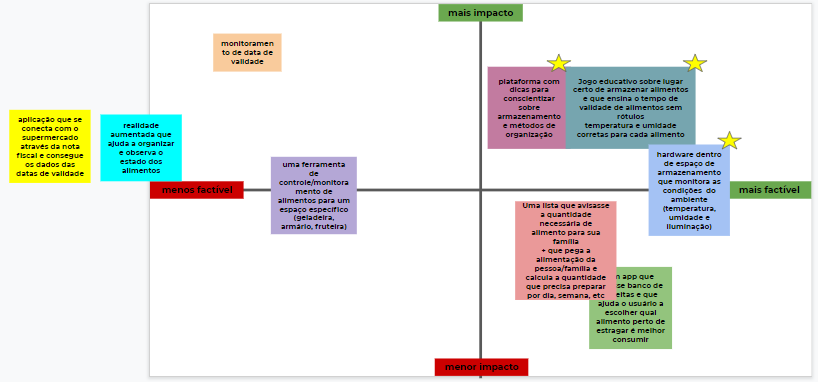 mais impacto
monitoramen
to de data de
validade
plataforma com
dicas para
conscientizar
sobre
armazenamento
e métodos de
organização
Jogo educativo sobre lugar
certo de armazenar alimentos
e que ensina o tempo de
validade de alimentos sem
rótulos
temperatura e umidade
corretas para cada alimento
aplicação que se
conecta com o
supermercado
através da nota
fiscal e consegue
os dados das
datas de validade
realidade
aumentada que
ajuda a organizar
e observa o
estado dos
alimentos
uma ferramenta
de
controle/monitora
mento de
alimentos para um
espaço específico
(geladeira,
armário, fruteira)
hardware dentro
de espaço de
armazenamento
que monitora as
condições do
ambiente
(temperatura,
umidade e
iluminação)
menos factível
mais factível
Uma lista que avisasse
a quantidade
necessária de
alimento para sua
família
+ que pega a
alimentação da
pessoa/família e
calcula a quantidade
que precisa preparar
por dia, semana, etc
app que
banco de
e que
ajuda o usuário a
escolher qual
alimento perto de
estragar é melhor
consumir
menor impacto